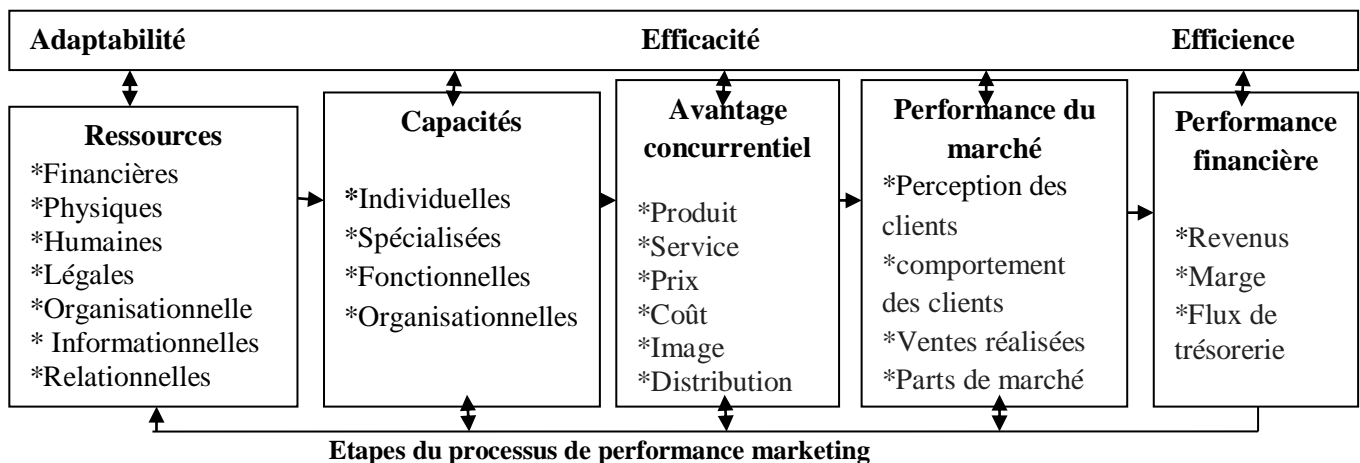 Adaptabilité Efficacité Efficience
Ressources
*Financières
*Physiques
*Humaines
*Légales
*Organisationnelle
* Informationnelles
*Relationnelles
Capacités
*Individuelles
*Spécialisées
*Fonctionnelles
*Organisationnelles
Avantage
concurrentiel
*Produit
*Service
*Prix
*Coût
*Image
*Distribution
Performance du
marché
*Perception des
clients
*comportement
des clients
*Ventes réalisées
*Parts de marché
Performance
financière
*Revenus
*Marge
*Flux de
trésorerie
Etapes du processus de performance marketing